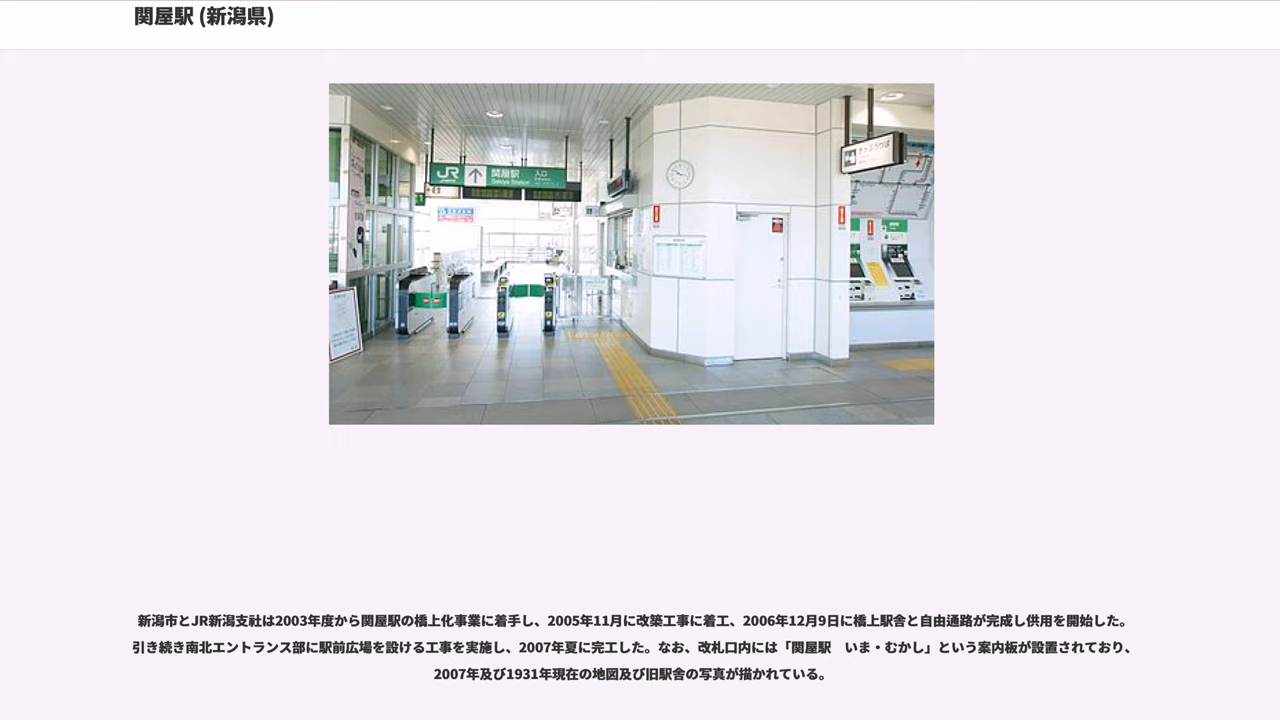 関屋駅 (新潟県)
JR
関屋駅
Sekiya Station
入口
きっぷうりば
新潟市とJR新潟支社は2003年度から関屋駅の橋上化事業に着手し、2005年11月に改築工事に着工、2006年12月9日に橋上駅舎と自由通路が完成し供用を開始した。
引き続き南北エントランス部に駅前広場を設ける工事を実施し、2007年夏に完工した。なお、改札口内には「関屋駅　いま・むかし」という案内板が設置されており、
2007年及び1931年現在の地図及び旧駅舎の写真が描かれている。